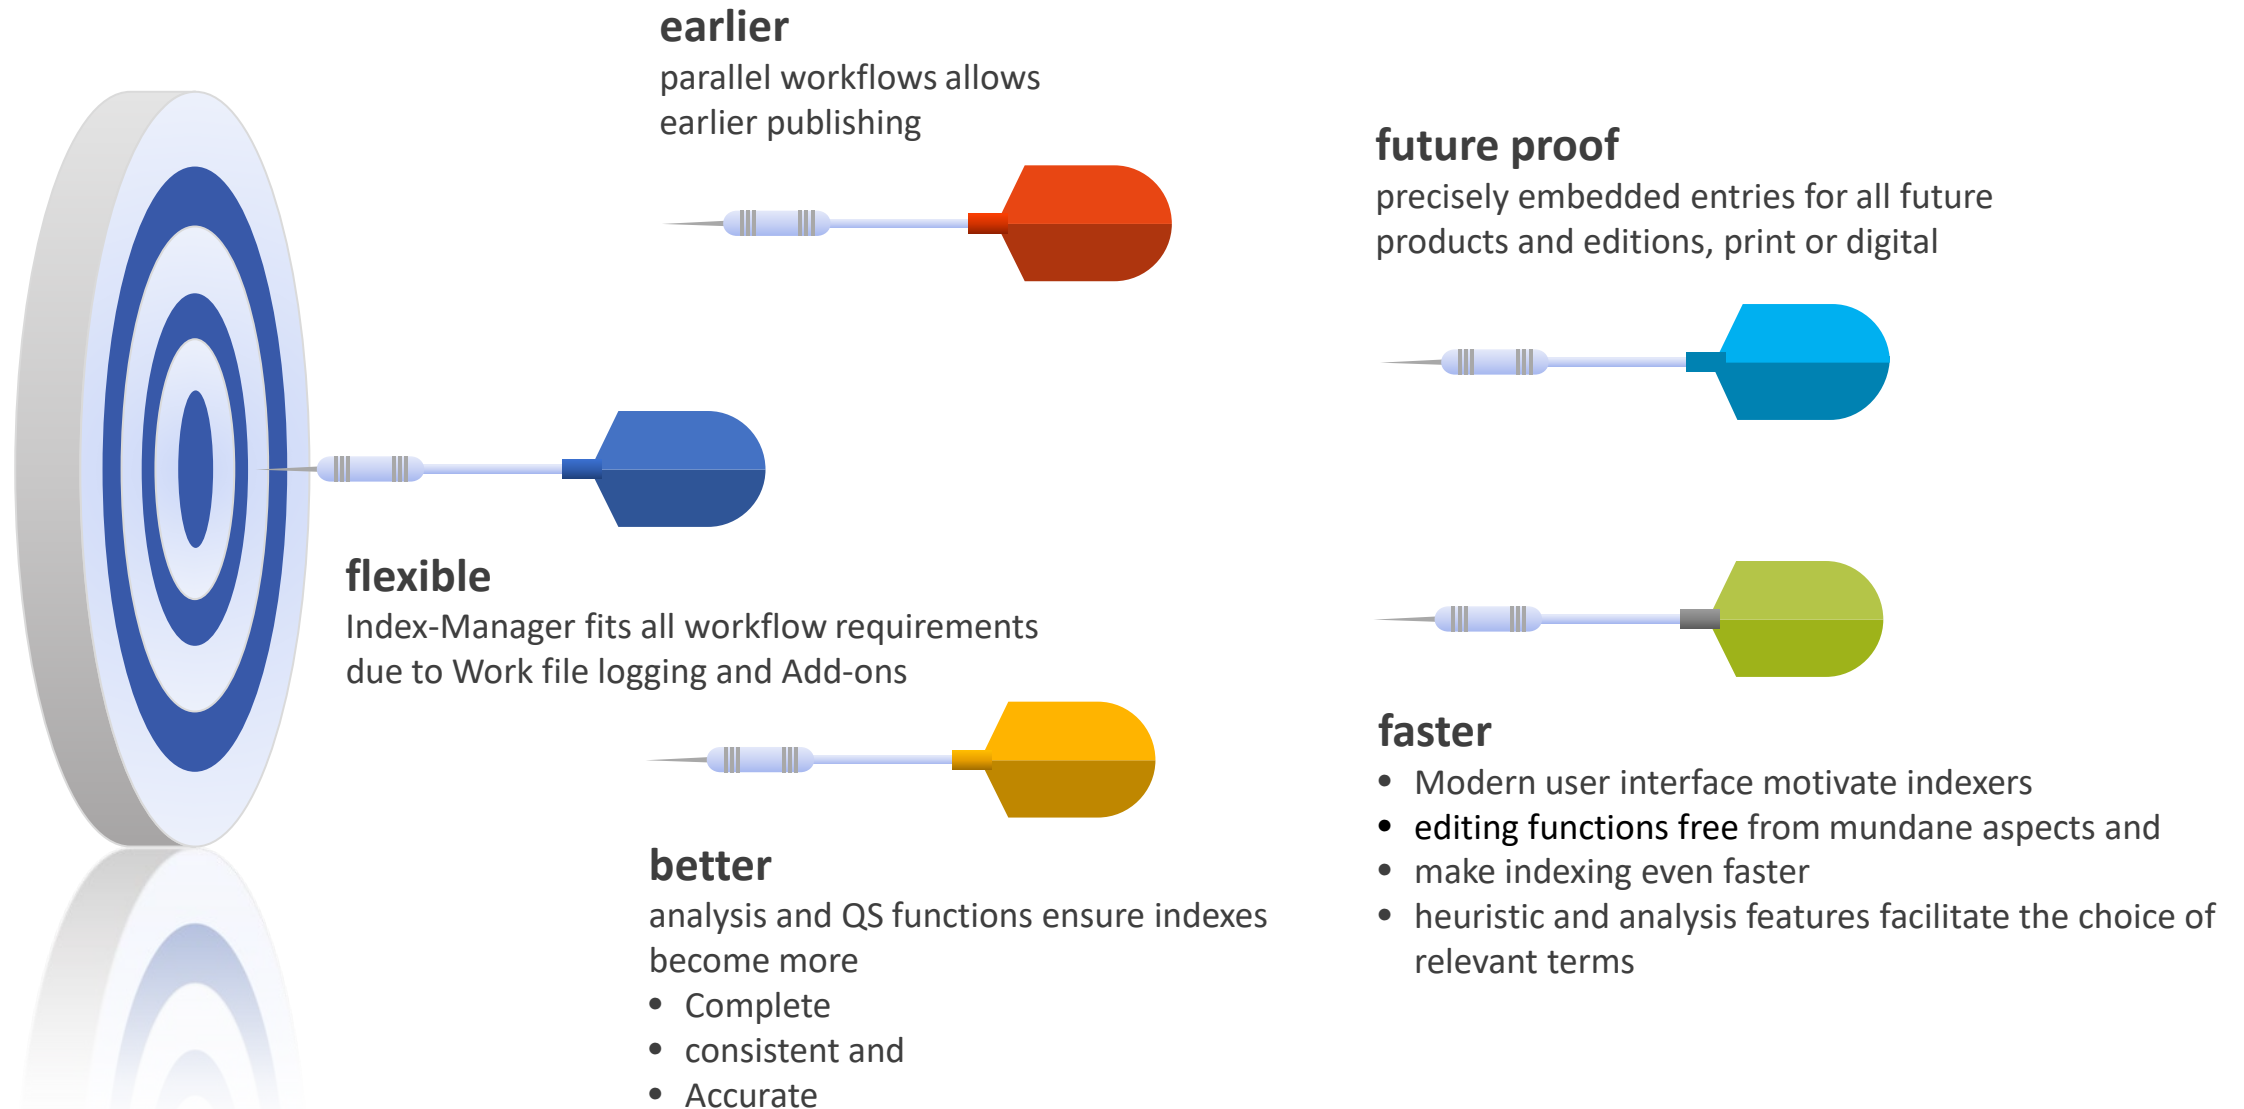 earlier
parallel workflows allows
earlier publishing
future proof
precisely embedded entries for all future
products and editions, print or digital
flexible
Index-Manager fits all workflow requirements
due to Work file logging and Add-ons
better
analysis and QS functions ensure indexes
become more
• Complete
• consistent and
• Accurate
faster
• Modern user interface motivate indexers
• editing functions free from mundane aspects and
• make indexing even faster
• heuristic and analysis features facilitate the choice of
relevant terms